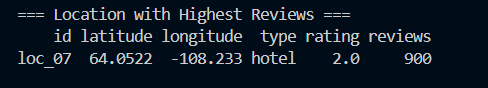 === Location with Highest Reviews ===
id latitude longitude type rating reviews
loc_07 64.0522 -108.233 hotel 2.0 900